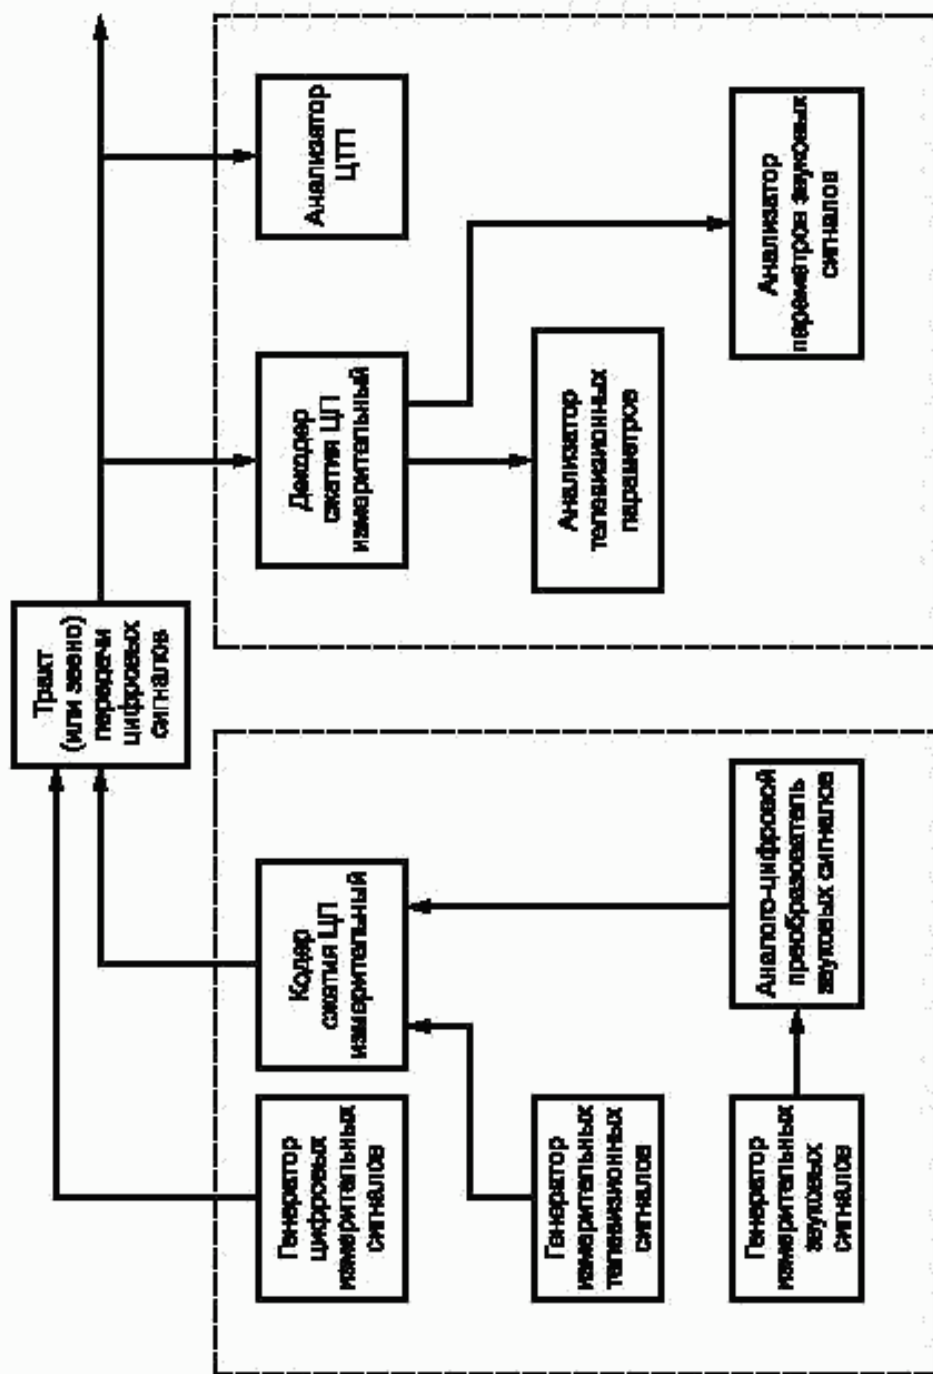 Тракт
(или звено)
передачи
цифровых
сигналов
Генератор
цифровых
измерительных
сигналов
Кодер
сжатия ЦП
измерительный
Декодер
сжатия ЦП
измерительный
Анализатор
ЦТП
Генератор
измерительных
телевизионных
сигналов
Анализатор
телевизионных
параметров
Генератор
измерительных
звуковых
сигналов
Аналого-цифровой
преобразователь
звуковых сигналов
Анализатор
параметров звуковых
сигналов